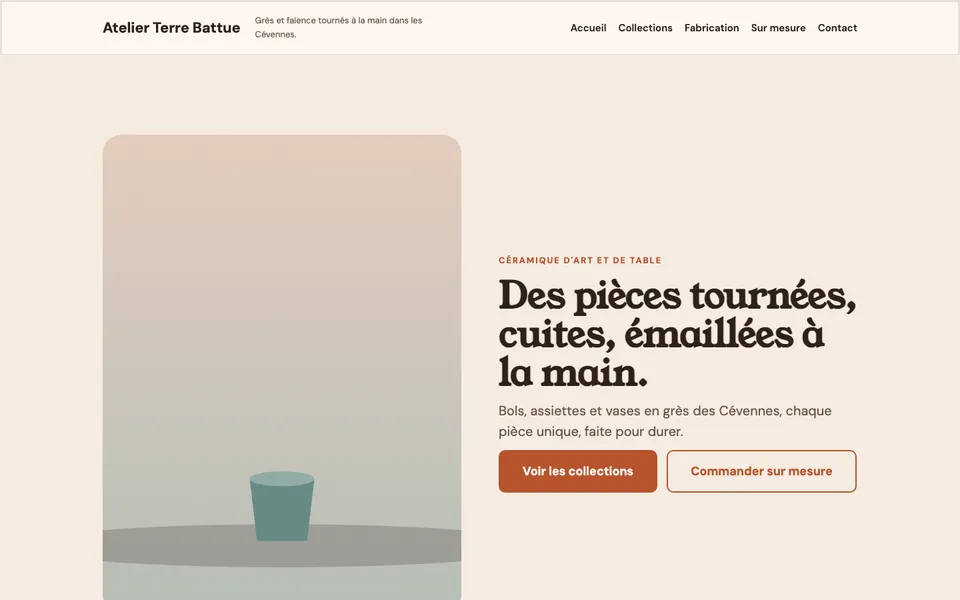 Atelier Terre Battue
Grès et faïence tournés à la main dans les
Cévennes.
Accueil
Collections
Fabrication
Sur mesure
Contact
CÉRAMIQUE D'ART ET DE TABLE
Des pièces tournées,
cuites, émaillées à
la main.
Bols, assiettes et vases en grès des Cévennes, chaque
pièce unique, faite pour durer.
Voir les collections
Commander sur mesure